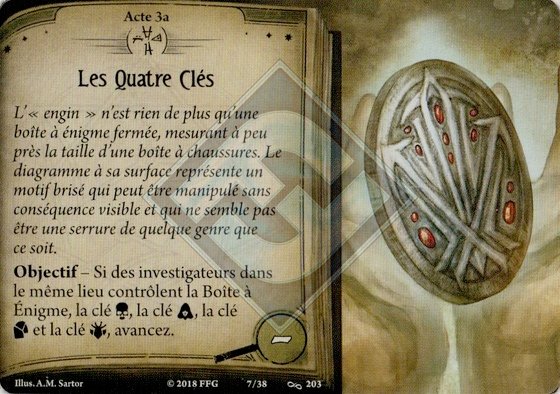 Acte 3a
Les Quatre Clés
L'« engin » n'est rien de plus qu'une
boîte à énigme fermée, mesurant à peu
près la taille d'une boîte à chaussures. Le
diagramme à sa surface représente un
motif brisé qui peut être manipulé sans
conséquence visible et qui ne semble pas
être une serrure de quelque genre que
ce soit.
Objectif – Si des investigateurs dans
le même lieu contrôlent la Boîte à
Énigme, la clé , la clé , la clé
et la clé , avancez.
–
Illus. A.M. Sartor © 2018 FFG 7/38 203